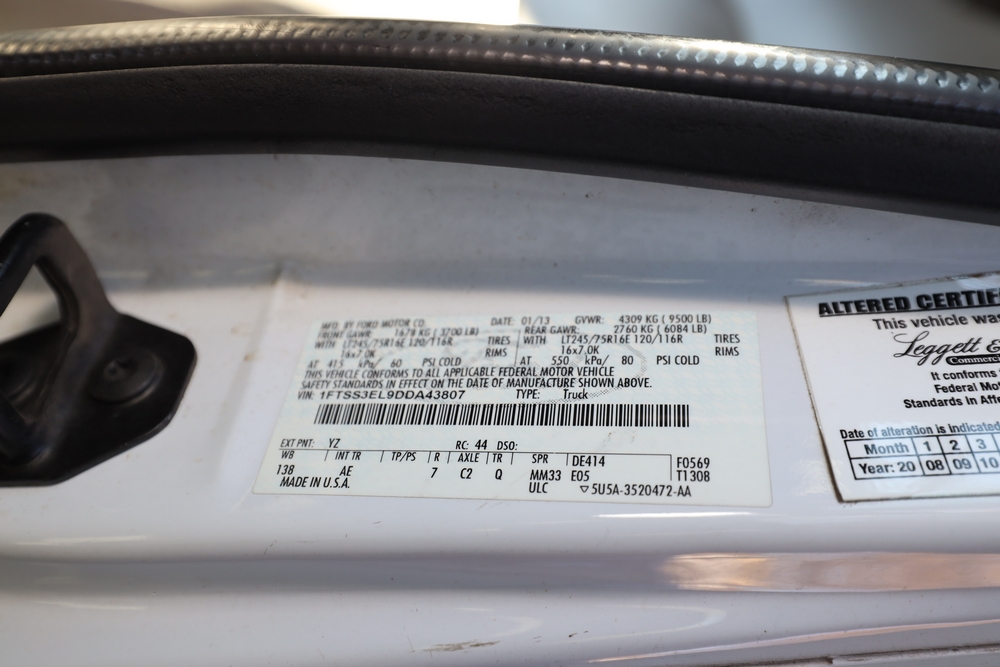 MFD. BY FORD MOTOR CO. DATE: 01/13 GVWR: 4309 KG ( 9500 LB)
FRONT GAWR: 1678 KG ( 3700 LB) REAR GAWR: 2760 KG ( 6084 LB)
WITH LT245/75R16E 120/116R TIRES WITH LT245/75R16E 120/116R TIRES
16x7.0K RIMS 16x7.0K RIMS
AT 415 kPa/ 60 PSI COLD AT 550 kPa/ 80 PSI COLD
THIS VEHICLE CONFORMS TO ALL APPLICABLE FEDERAL MOTOR VEHICLE
SAFETY STANDARDS IN EFFECT ON THE DATE OF MANUFACTURE SHOWN ABOVE.
VIN: 1FTSS3EL9DDA43807 TYPE: Truck
EXT PNT: YZ RC: 44 DSO:
WB INT TR TP/PS R AXLE TR SPR DE414 F0569
138 AE 7 C2 Q MM33 E05 T1308
MADE IN U.S.A. ULC 5U5A-3520472-AA
ALTERED CERTIF
This vehicle was
Leggett &
Commerc
It conforms
Federal Mo
Standards in Affe
Date of alteration is indicated
Month 1 2 3
Year: 20 08 09 10